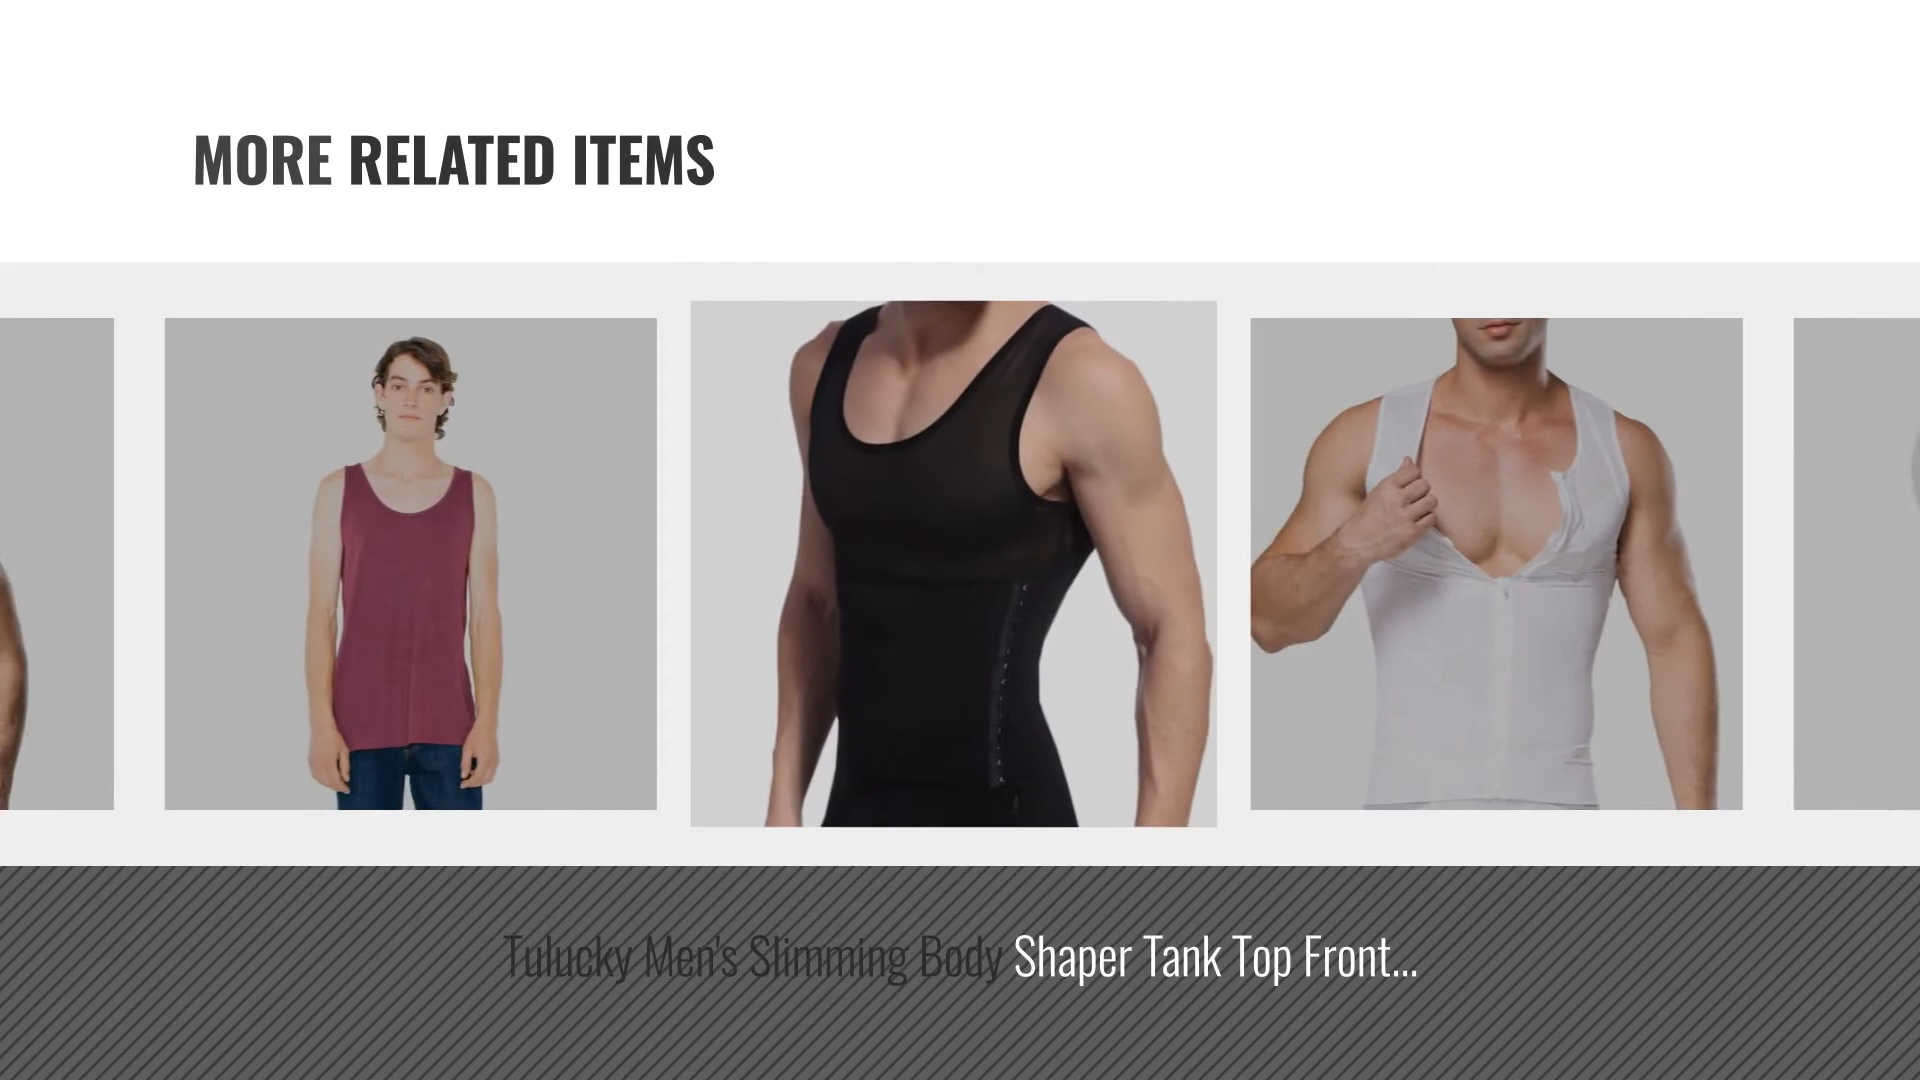 MORE RELATED ITEMS
Tulucky Men's Slimming Body Shaper Tank Top Front...